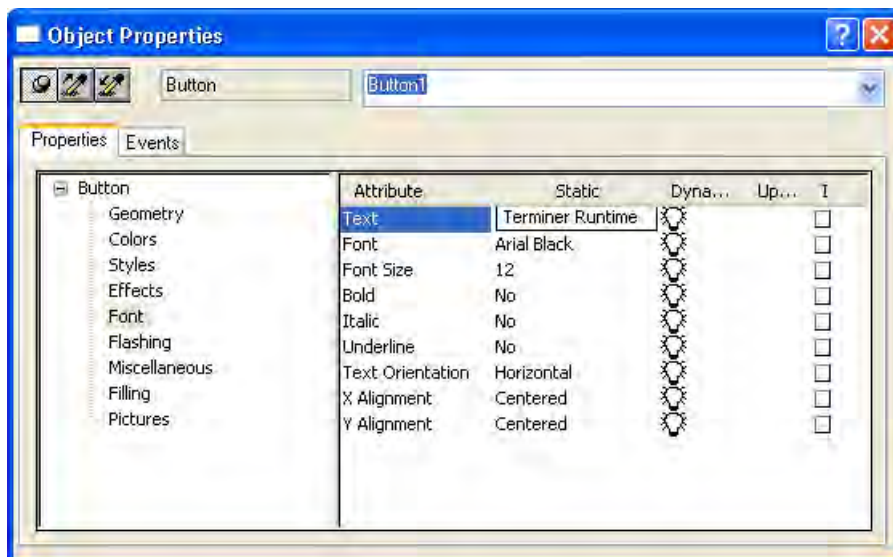 Object Properties
Button
Button1
Properties
Events
Button
Geometry
Colors
Styles
Effects
Font
Flashing
Miscellaneous
Filling
Pictures
Attribute Static Dyna... Up... I
Text Terminer Runtime
Font Arial Black
Font Size 12
Bold No
Italic No
Underline No
Text Orientation Horizontal
X Alignment Centered
Y Alignment Centered